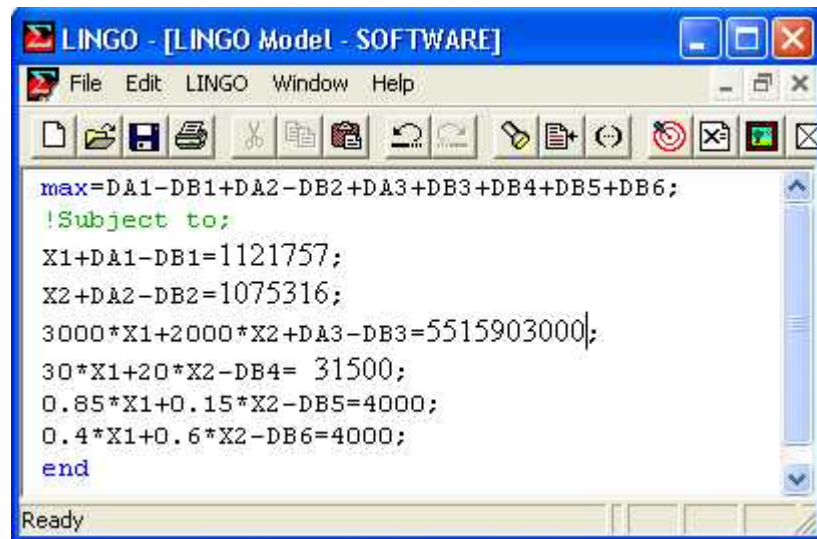 LINGO - [LINGO Model - SOFTWARE]
File Edit LINGO Window Help
max=DA1-DB1+DA2-DB2+DA3+DB3+DB4+DB5+DB6;
!Subject to;
X1+DA1-DB1=1121757;
X2+DA2-DB2=1075316;
3000*X1+2000*X2+DA3-DB3=5515903000;
30*X1+20*X2-DB4= 31500;
0.85*X1+0.15*X2-DB5=4000;
0.4*X1+0.6*X2-DB6=4000;
end
Ready